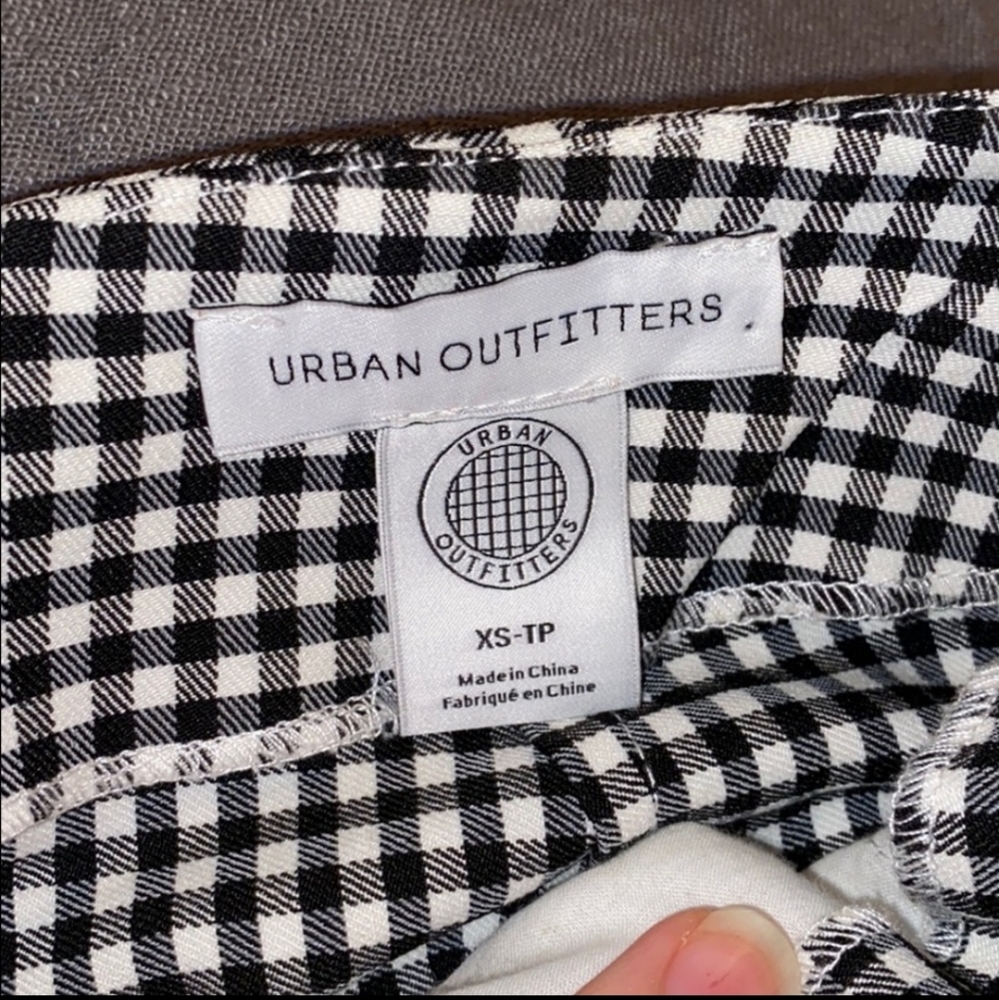 URBAN OUTFITTERS
URBAN
OUTFITTERS
XS-TP
Made in China
Fabriqué en Chine